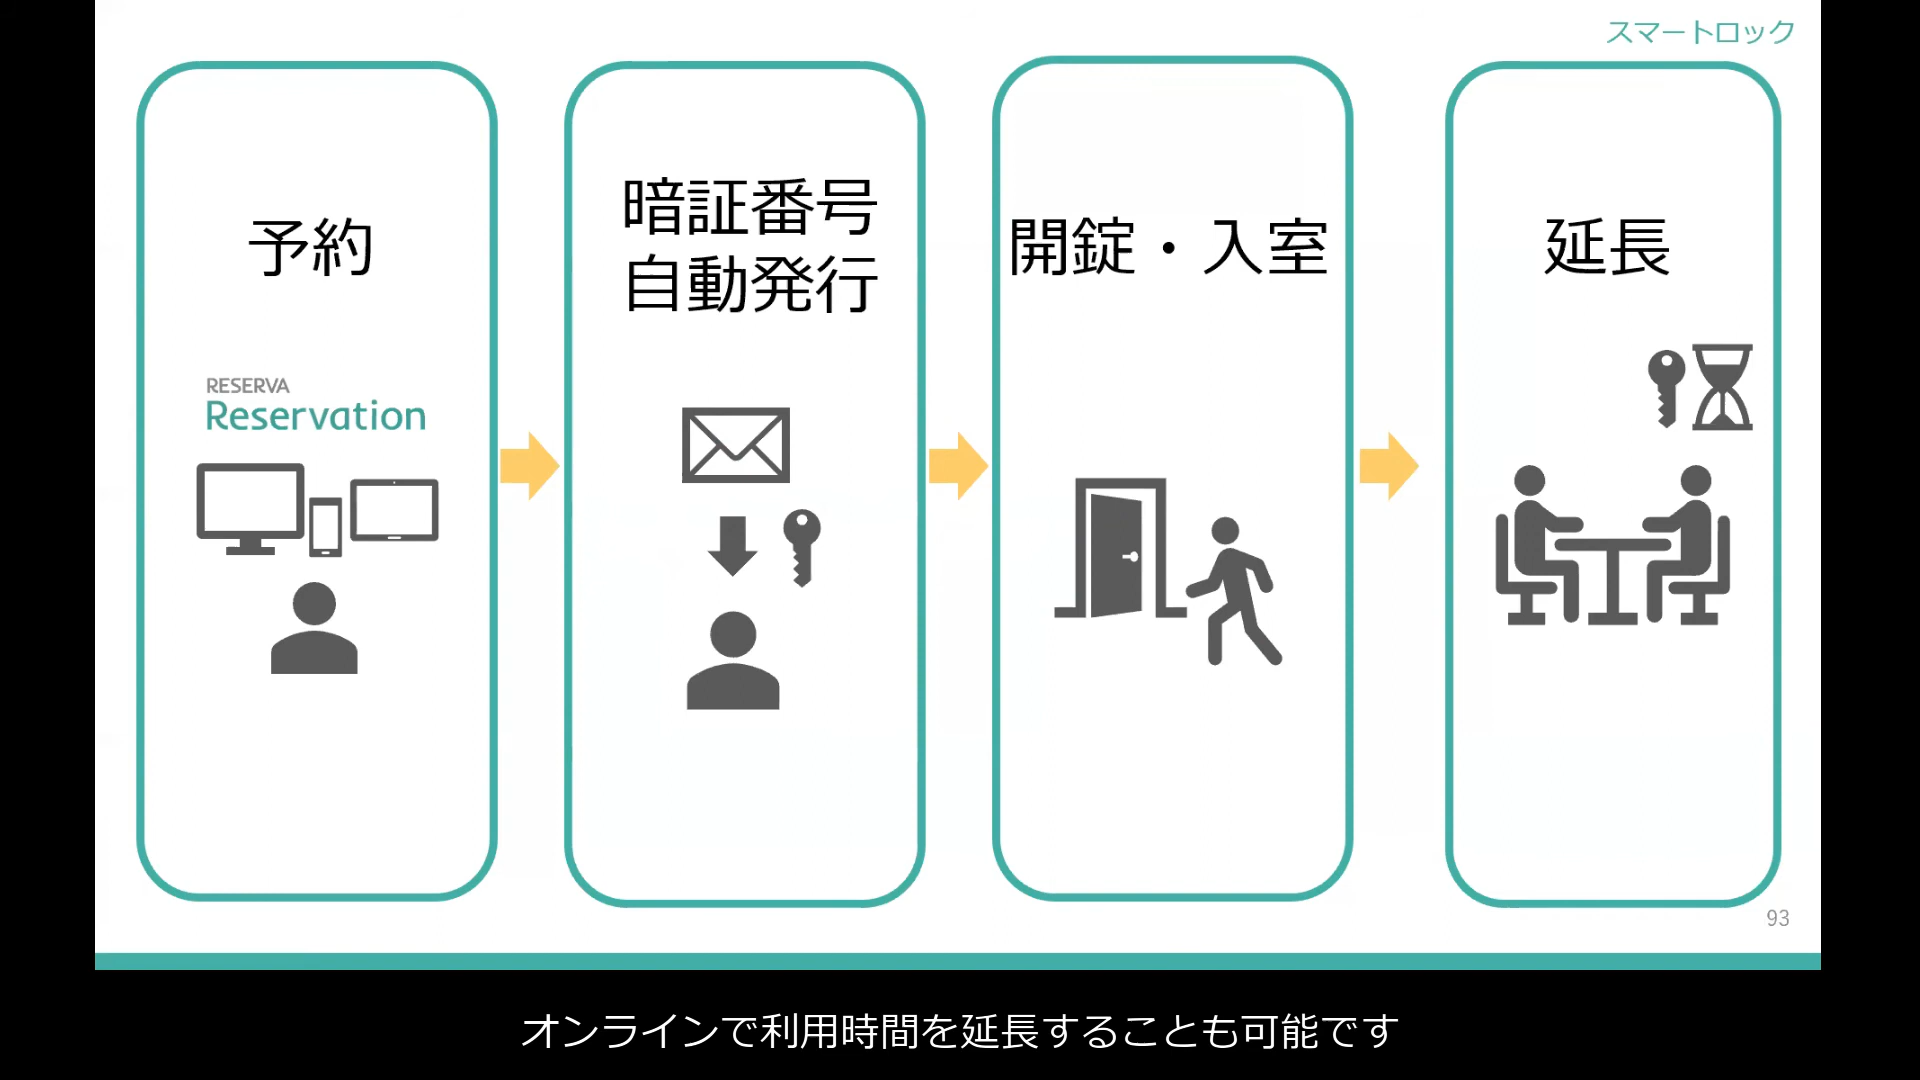 スマートロック
予約
RESERVA
Reservation
暗証番号
自動発行
開錠・入室
延長
93
オンラインで利用時間を延長することも可能です